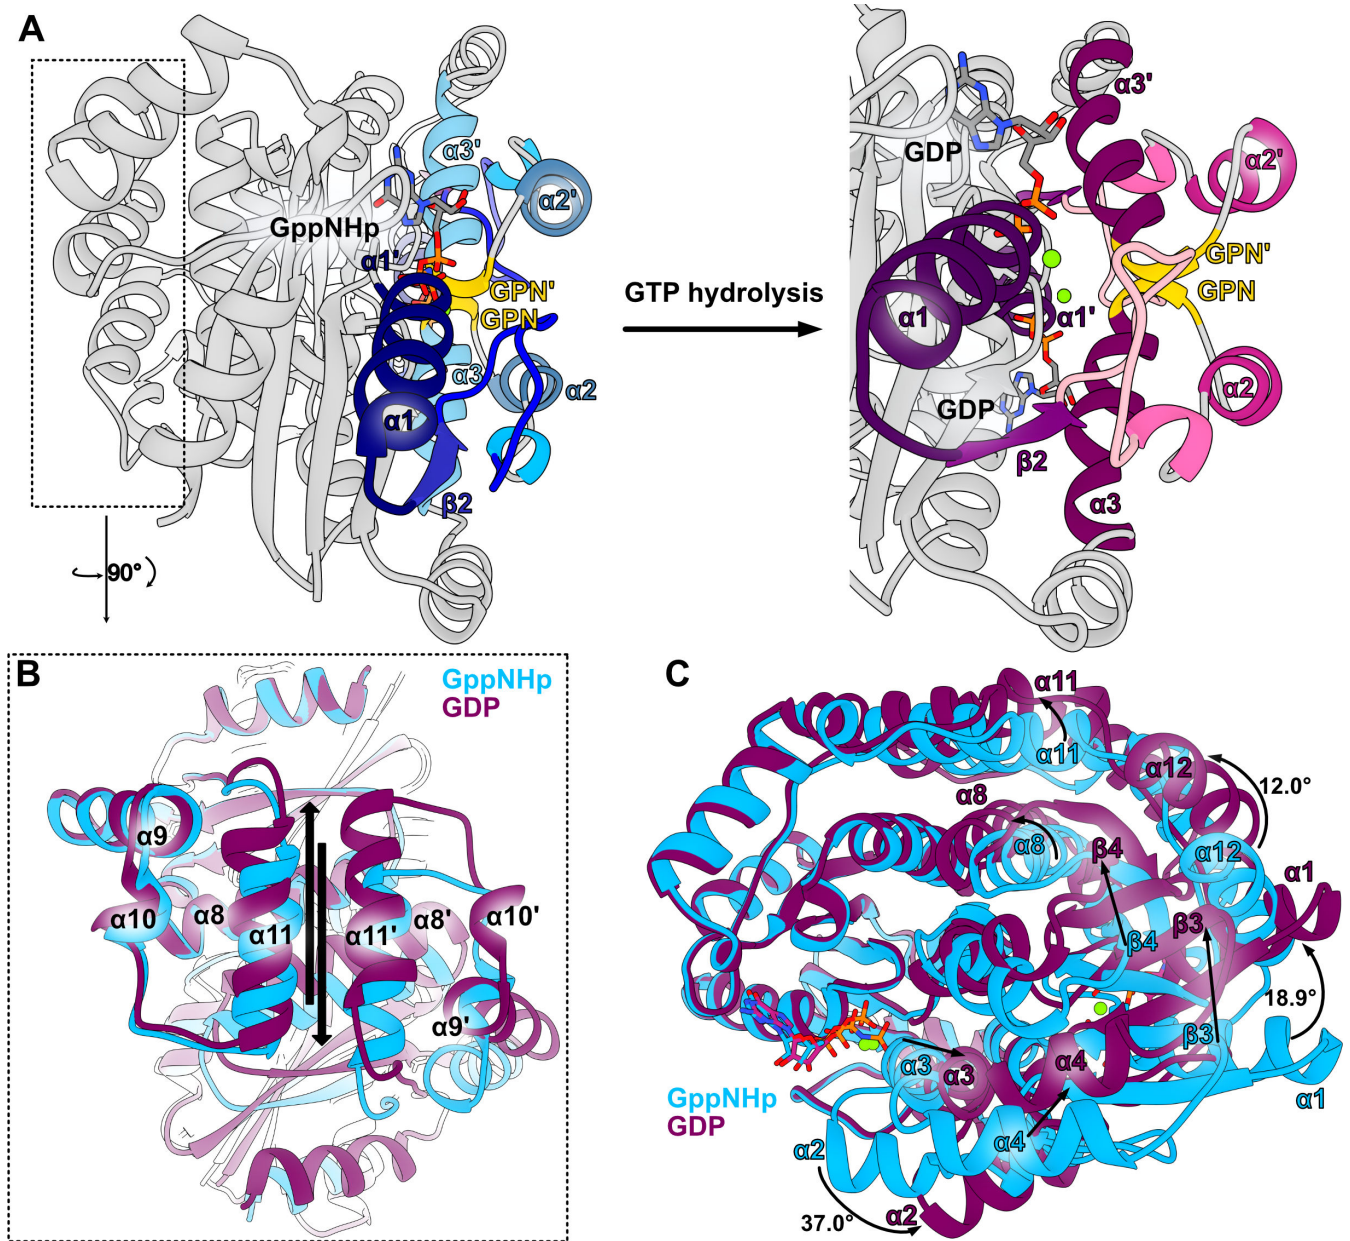 A
α3'
α2'
GppNHp
α1'
GPN'
GPN
α3
α2
α1
β2
90°
GTP hydrolysis
α3'
GDP
α2'
GPN'
GPN
α1
α1'
GDP
α2
β2
α3
B
GppNHp
GDP
α9
α10
α8
α11
α11'
α8'
α10'
α9'
C
α11
α11
α12
12.0°
α8
α8
β4
α12
α1
β3
β4
18.9°
β3
α3
α3
α4
α1
GppNHp
GDP
α2
α4
37.0°
α2